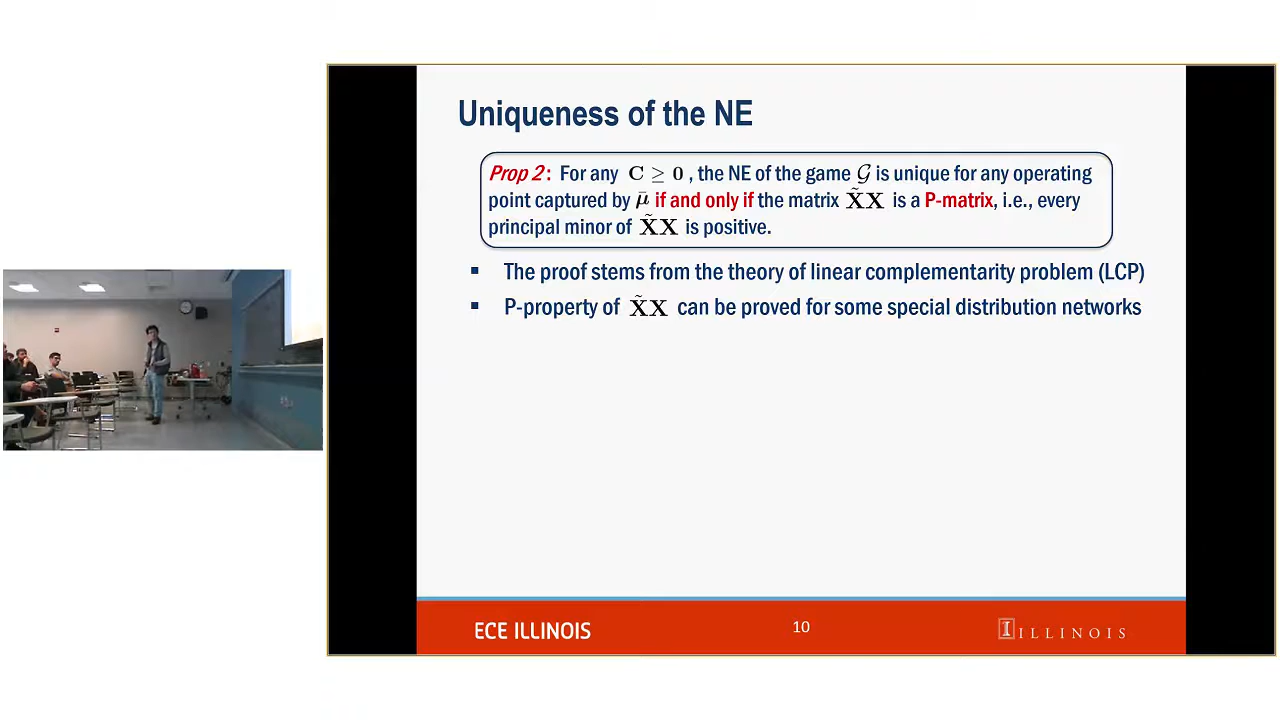 Uniqueness of the NE
Prop 2: For any C ≥ 0, the NE of the game 𝒢 is unique for any operating
point captured by μ̄ if and only if the matrix X̃X is a P-matrix, i.e., every
principal minor of X̃X is positive.
▪ The proof stems from the theory of linear complementarity problem (LCP)
▪ P-property of X̃X can be proved for some special distribution networks
ECE ILLINOIS
10
I ILLINOIS